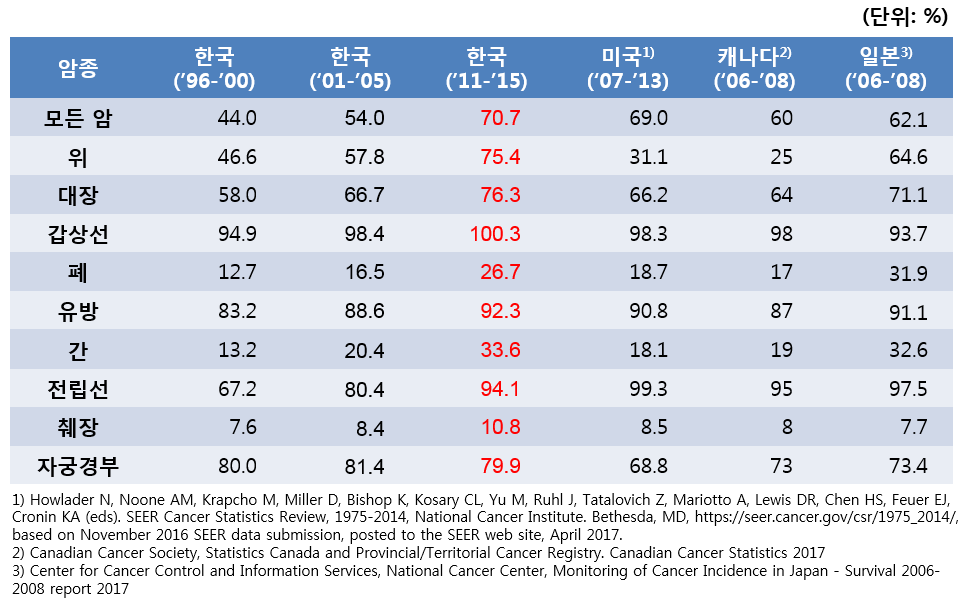 (단위: %)
암종 한국 (’96-’00) 한국 (‘01-’05) 한국 (‘11-’15) 미국1) (‘07-’13) 캐나다2) (‘06-’08) 일본3) (‘06-’08)
모든 암 44.0 54.0 70.7 69.0 60 62.1
위 46.6 57.8 75.4 31.1 25 64.6
대장 58.0 66.7 76.3 66.2 64 71.1
갑상선 94.9 98.4 100.3 98.3 98 93.7
폐 12.7 16.5 26.7 18.7 17 31.9
유방 83.2 88.6 92.3 90.8 87 91.1
간 13.2 20.4 33.6 18.1 19 32.6
전립선 67.2 80.4 94.1 99.3 95 97.5
췌장 7.6 8.4 10.8 8.5 8 7.7
자궁경부 80.0 81.4 79.9 68.8 73 73.4
1) Howlader N, Noone AM, Krapcho M, Miller D, Bishop K, Kosary CL, Yu M, Ruhl J, Tatalovich Z, Mariotto A, Lewis DR, Chen HS, Feuer EJ,
Cronin KA (eds). SEER Cancer Statistics Review, 1975-2014, National Cancer Institute. Bethesda, MD, https://seer.cancer.gov/csr/1975_2014/,
based on November 2016 SEER data submission, posted to the SEER web site, April 2017.
2) Canadian Cancer Society, Statistics Canada and Provincial/Territorial Cancer Registry. Canadian Cancer Statistics 2017
3) Center for Cancer Control and Information Services, National Cancer Center, Monitoring of Cancer Incidence in Japan - Survival 2006-
2008 report 2017